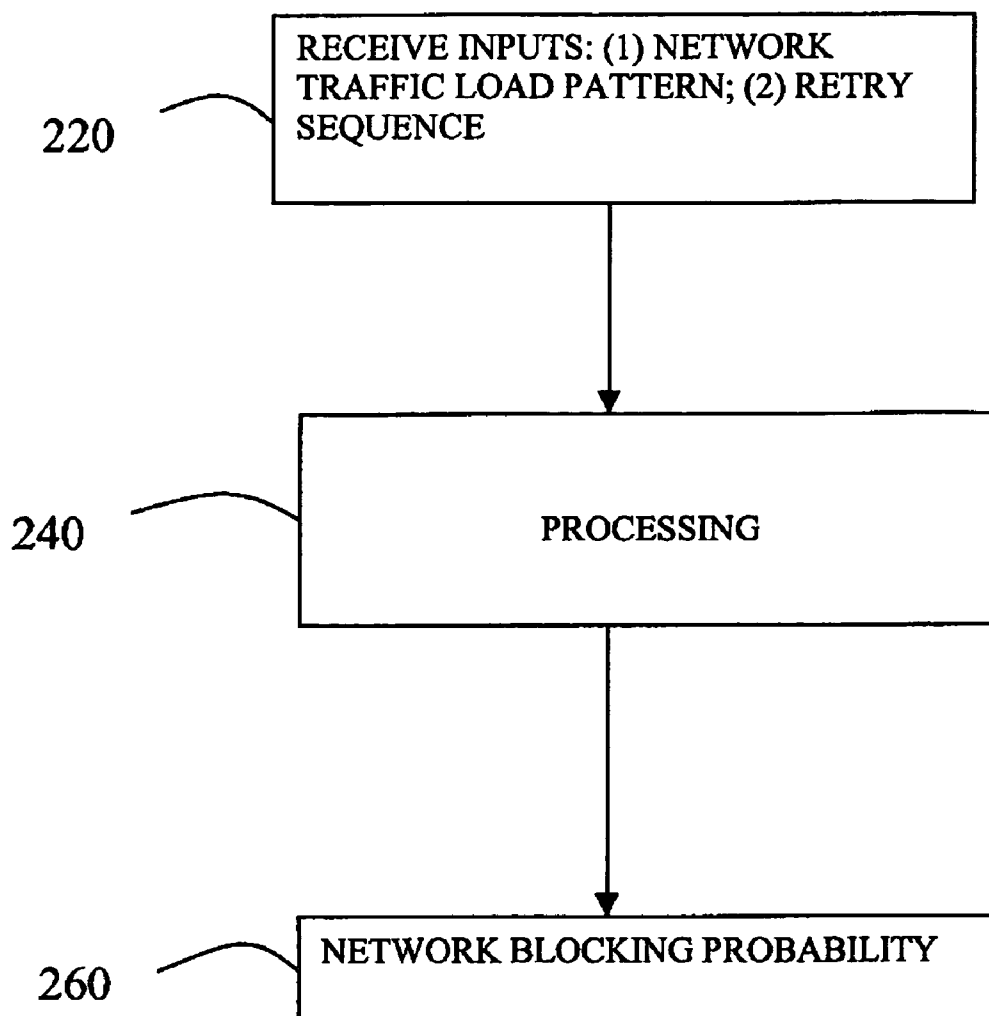 RECEIVE INPUTS: (1) NETWORK
TRAFFIC LOAD PATTERN; (2) RETRY
SEQUENCE
220
PROCESSING
240
NETWORK BLOCKING PROBABILITY
260